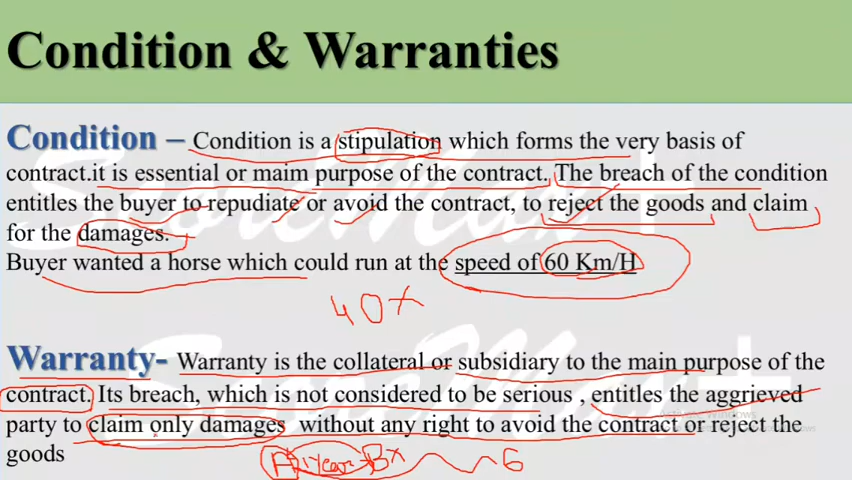 Condition & Warranties
Condition – Condition is a stipulation which forms the very basis of
contract.it is essential or maim purpose of the contract. The breach of the condition
entitles the buyer to repudiate or avoid the contract, to reject the goods and claim
for the damages.
Buyer wanted a horse which could run at the speed of 60 Km/H
40 x
Warranty- Warranty is the collateral or subsidiary to the main purpose of the
contract. Its breach, which is not considered to be serious , entitles the aggrieved
party to claim only damages without any right to avoid the contract or reject the
goods
A 1 year Bx 6